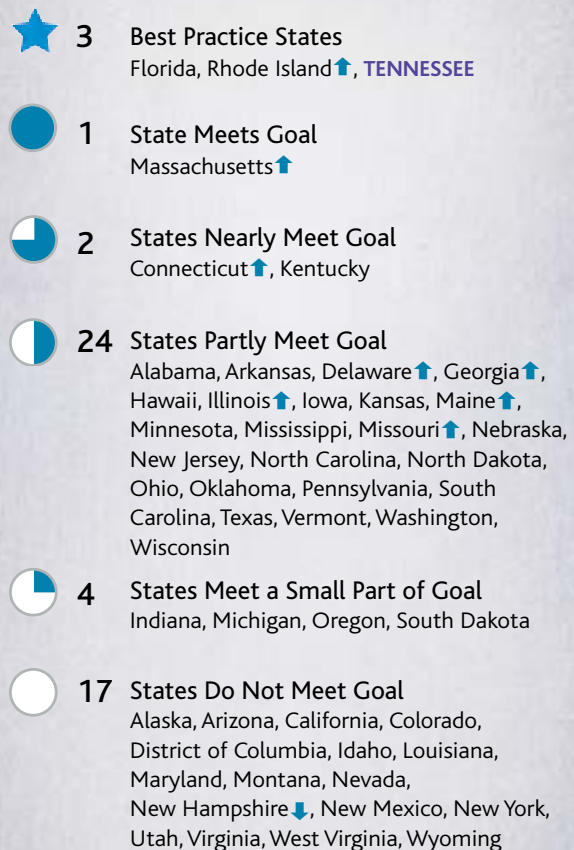 3 Best Practice States
Florida, Rhode Island⬆, TENNESSEE
1 State Meets Goal
Massachusetts⬆
2 States Nearly Meet Goal
Connecticut⬆, Kentucky
24 States Partly Meet Goal
Alabama, Arkansas, Delaware⬆, Georgia⬆,
Hawaii, Illinois⬆, Iowa, Kansas, Maine⬆,
Minnesota, Mississippi, Missouri⬆, Nebraska,
New Jersey, North Carolina, North Dakota,
Ohio, Oklahoma, Pennsylvania, South
Carolina, Texas, Vermont, Washington,
Wisconsin
4 States Meet a Small Part of Goal
Indiana, Michigan, Oregon, South Dakota
17 States Do Not Meet Goal
Alaska, Arizona, California, Colorado,
District of Columbia, Idaho, Louisiana,
Maryland, Montana, Nevada,
New Hampshire⬇, New Mexico, New York,
Utah, Virginia, West Virginia, Wyoming